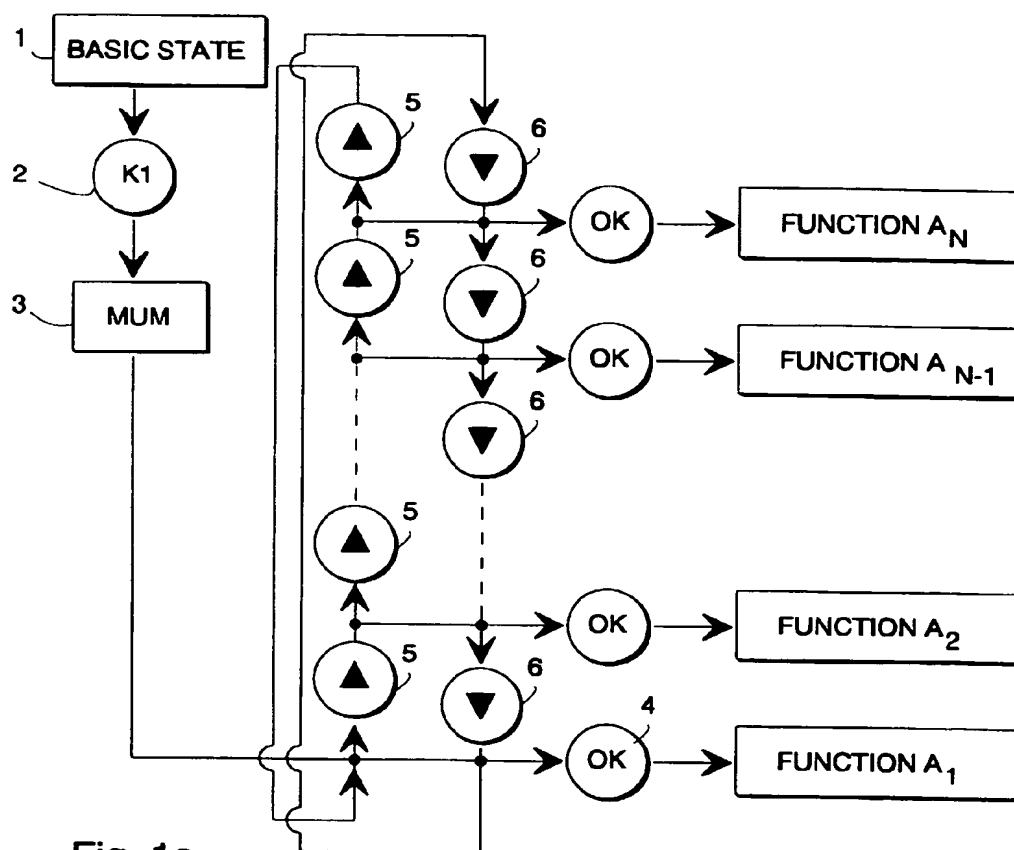 1
BASIC STATE
2
K1
3
MUM
5
6
OK
FUNCTION A_N
5
6
OK
FUNCTION A_N-1
6
5
OK
FUNCTION A_2
5
6
4
OK
FUNCTION A_1